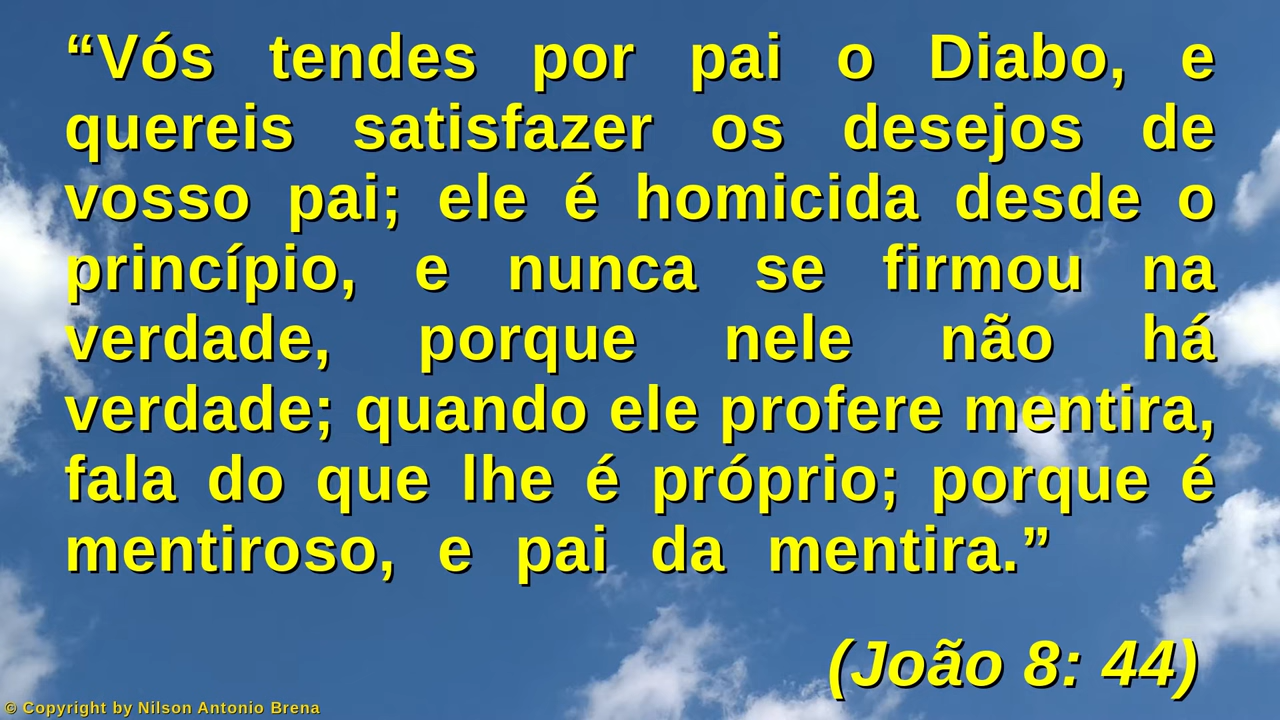 “Vós tendes por pai o Diabo, e
quereis satisfazer os desejos de
vosso pai; ele é homicida desde o
princípio, e nunca se firmou na
verdade, porque nele não há
verdade; quando ele profere mentira,
fala do que lhe é próprio; porque é
mentiroso, e pai da mentira.”
(João 8: 44)
© Copyright by Nilson Antonio Brena